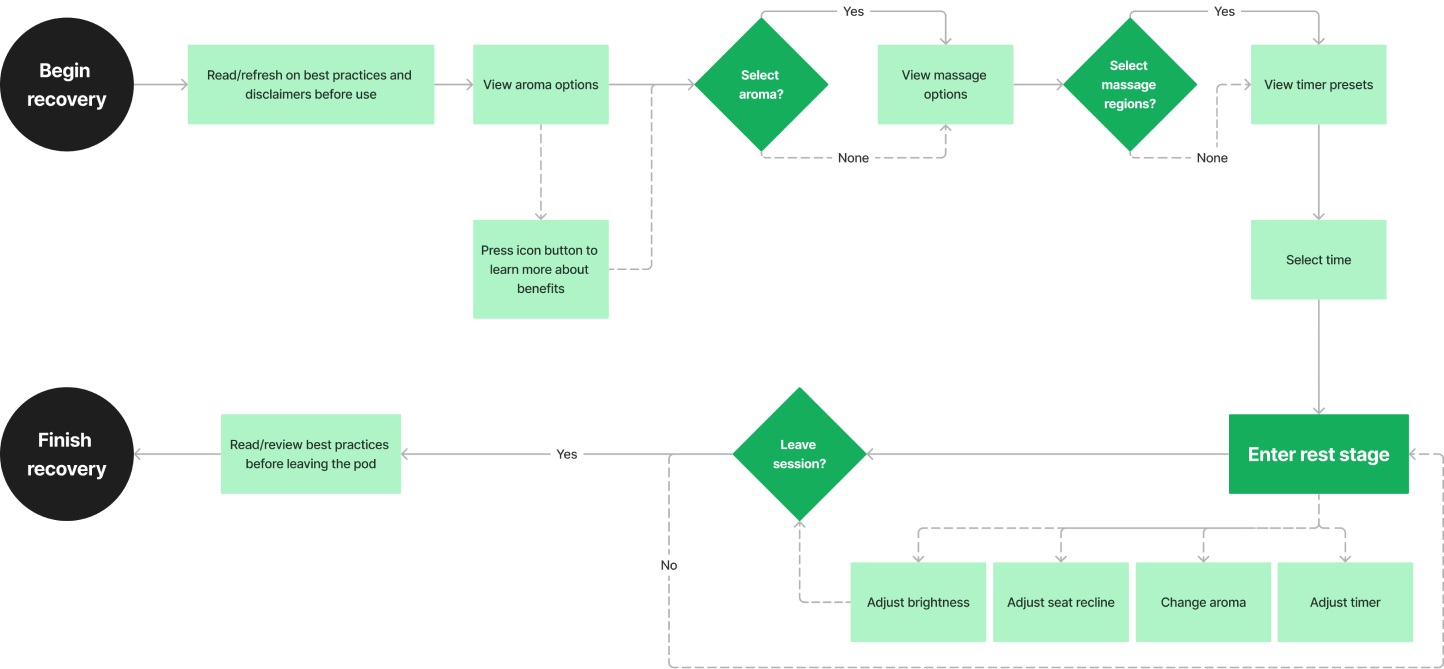 Begin
recovery
Read/refresh on best practices and
disclaimers before use
View aroma options
Press icon button to
learn more about
benefits
Select
aroma?
Yes
None
View massage
options
Select
massage
regions?
Yes
None
View timer presets
Select time
Enter rest stage
Adjust brightness
Adjust seat recline
Change aroma
Adjust timer
Leave
session?
No
Yes
Read/review best practices
before leaving the pod
Finish
recovery